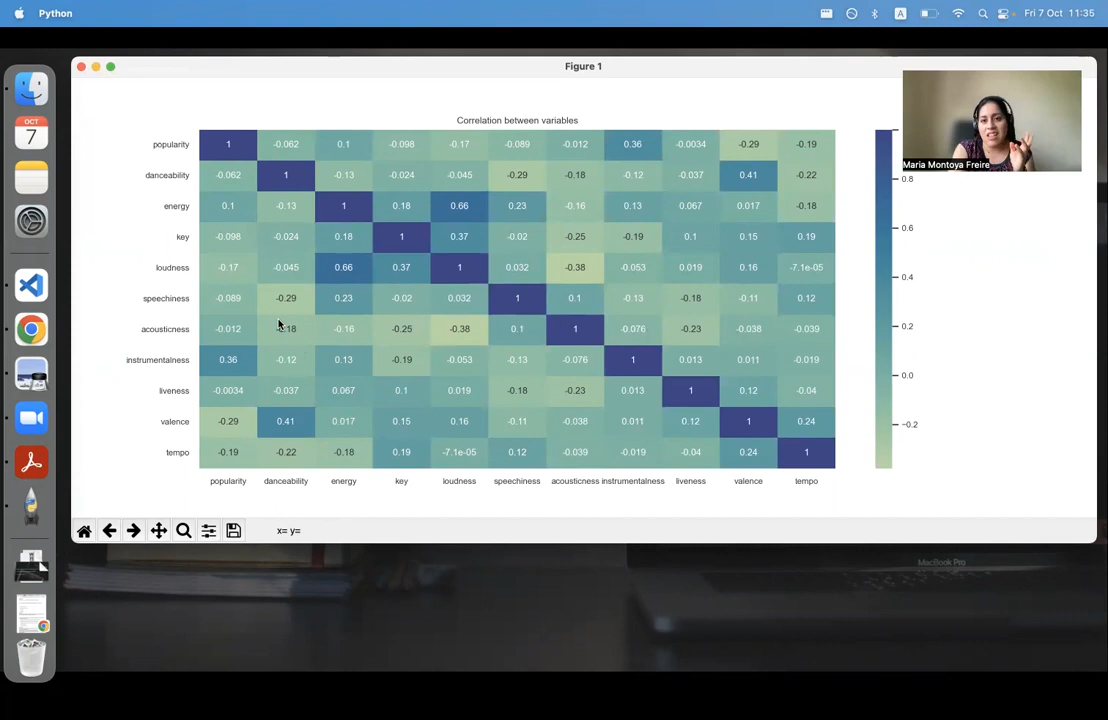 Python
A
Fri 7 Oct 11:35
Figure 1
OCT
7
Maria Montoya Freire
Correlation between variables
popularity 1 -0.062 0.1 -0.098 -0.17 -0.089 -0.012 0.36 -0.0034 -0.29 -0.19
danceability -0.062 1 -0.13 -0.024 -0.045 -0.29 -0.18 -0.12 -0.037 0.41 -0.22
energy 0.1 -0.13 1 0.18 0.66 0.23 -0.16 0.13 0.067 0.017 -0.18
key -0.098 -0.024 0.18 1 0.37 -0.02 -0.25 -0.19 0.1 0.15 0.19
loudness -0.17 -0.045 0.66 0.37 1 0.032 -0.38 -0.053 0.019 0.16 -7.1e-05
speechiness -0.089 -0.29 0.23 -0.02 0.032 1 0.1 -0.13 -0.18 -0.11 0.12
acousticness -0.012 -0.18 -0.16 -0.25 -0.38 0.1 1 -0.076 -0.23 -0.038 -0.039
instrumentalness 0.36 -0.12 0.13 -0.19 -0.053 -0.13 -0.076 1 0.013 0.011 -0.019
liveness -0.0034 -0.037 0.067 0.1 0.019 -0.18 -0.23 0.013 1 0.12 -0.04
valence -0.29 0.41 0.017 0.15 0.16 -0.11 -0.038 0.011 0.12 1 0.24
tempo -0.19 -0.22 -0.18 0.19 -7.1e-05 0.12 -0.039 -0.019 -0.04 0.24 1
popularity danceability energy key loudness speechiness acousticness instrumentalness liveness valence tempo
0.8
0.6
0.4
0.2
0.0
−0.2
x= y=
MacBook Pro